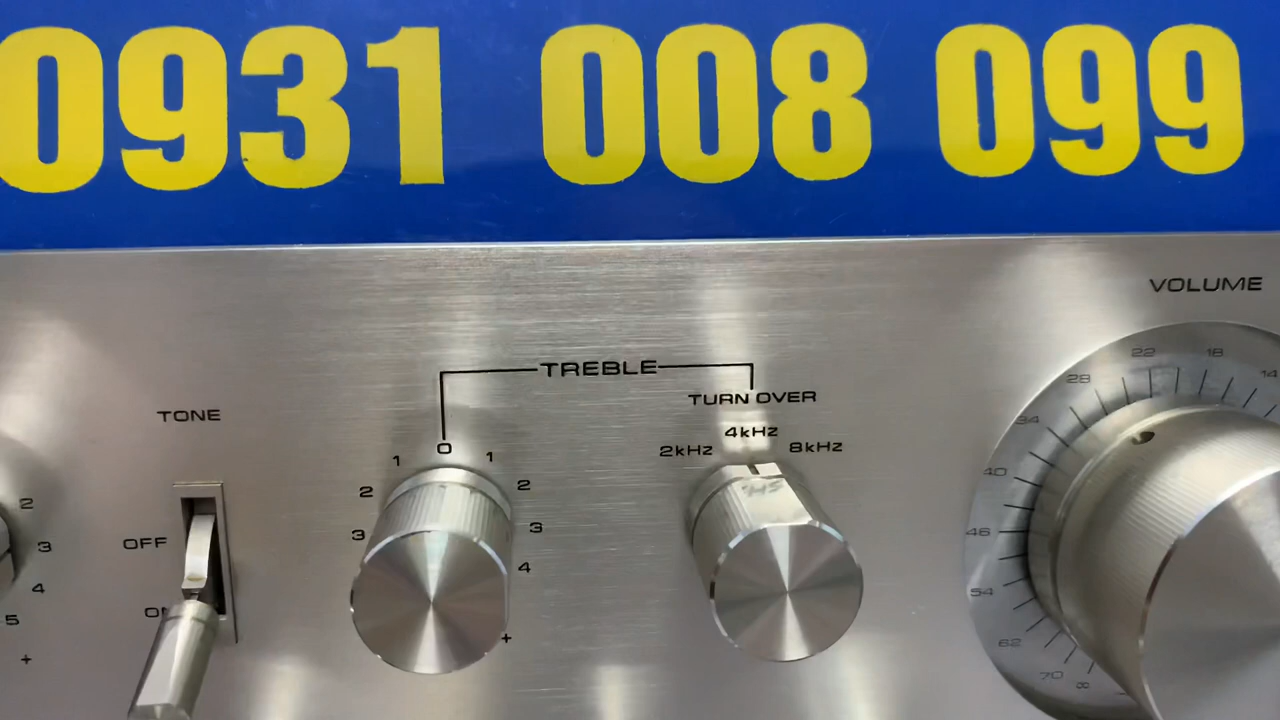 0931 008 099
VOLUME
TREBLE
TURN OVER
TONE
0
1 1
2 2
3 3
4
+
2kHz 4kHz 8kHz
OFF
ON
2
3
4
5
+
14
18
22
28
34
40
46
54
62
70
∞